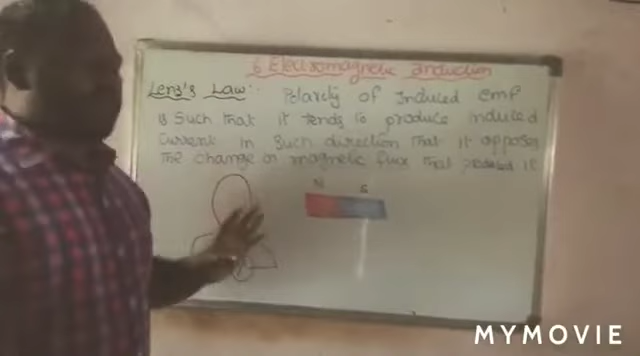 6 Electromagnetic Induction
Lenz's Law:- Polarity of Induced emf
is Such that it tends to produce induced
Current in Such direction that it opposes
The change in magnetic flux that produced it
N S
G
MYMOVIE